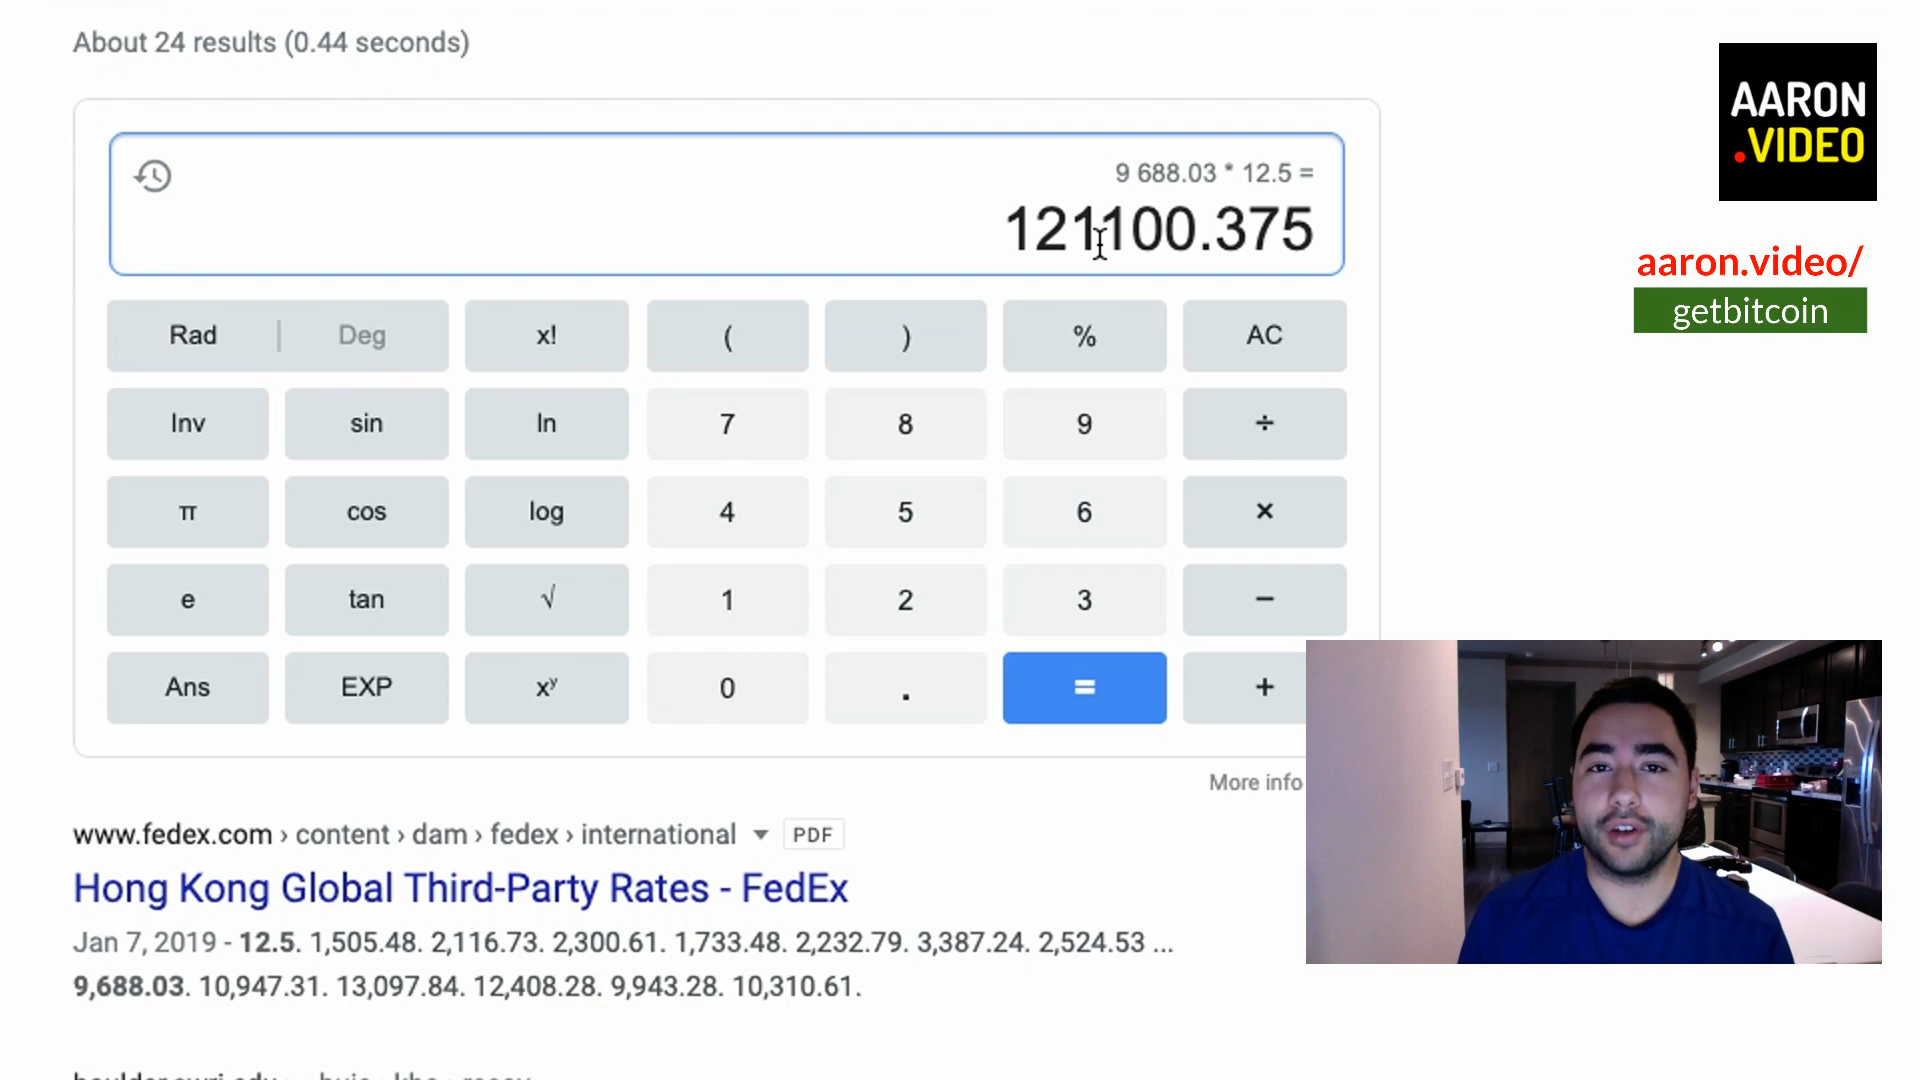 About 24 results (0.44 seconds)
9 688.03 * 12.5 =
121100.375
Rad | Deg x! ( ) % AC
Inv sin ln 7 8 9 ÷
π cos log 4 5 6 ×
e tan √ 1 2 3 −
Ans EXP xʸ 0 . = +
More info
www.fedex.com › content › dam › fedex › international PDF
Hong Kong Global Third-Party Rates - FedEx
Jan 7, 2019 - 12.5. 1,505.48. 2,116.73. 2,300.61. 1,733.48. 2,232.79. 3,387.24. 2,524.53 ...
9,688.03. 10,947.31. 13,097.84. 12,408.28. 9,943.28. 10,310.61.
AARON
.VIDEO
aaron.video/
getbitcoin